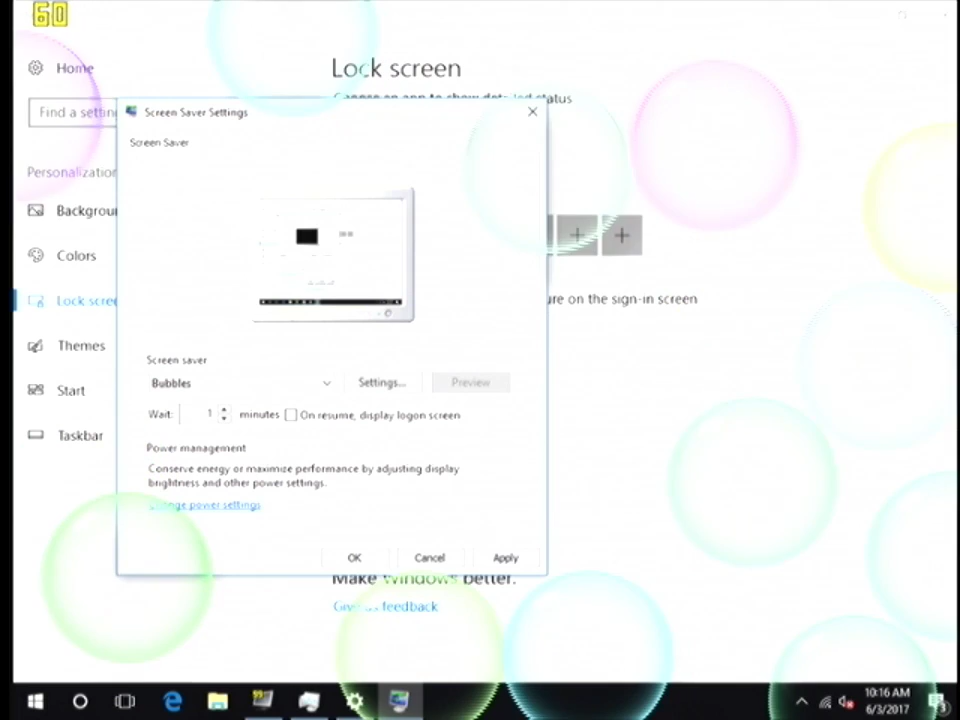 60
Home
Lock screen
Find a settin
Screen Saver Settings
Screen Saver
Personalization
Background
Colors
Lock scree
ure on the sign-in screen
Themes
Start
Taskbar
Screen saver
Bubbles
Settings...
Preview
Wait:
1
minutes
On resume, display logon screen
Power management
Conserve energy or maximize performance by adjusting display
brightness and other power settings.
Change power settings
OK
Cancel
Apply
Make Windows better.
Give us feedback
10:16 AM
6/3/2017
3